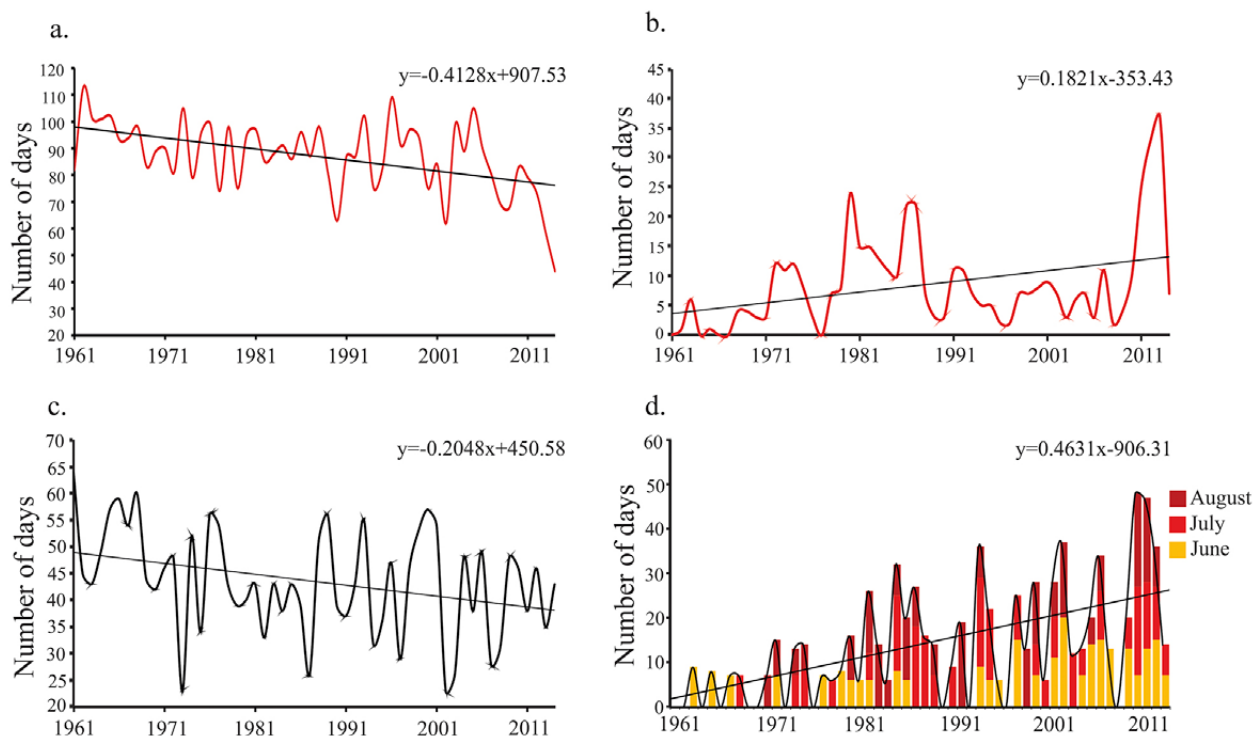 a.
y=-0.4128x+907.53
Number of days
120
110
100
90
80
70
60
50
40
30
20
1961 1971 1981 1991 2001 2011
b.
y=0.1821x-353.43
Number of days
45
40
35
30
25
20
15
10
5
0
1961 1971 1981 1991 2001 2011
c.
y=-0.2048x+450.58
Number of days
70
65
60
55
50
45
40
35
30
25
20
1961 1971 1981 1991 2001 2011
d.
y=0.4631x-906.31
Number of days
60
50
40
30
20
10
0
1961 1971 1981 1991 2001 2011
August
July
June